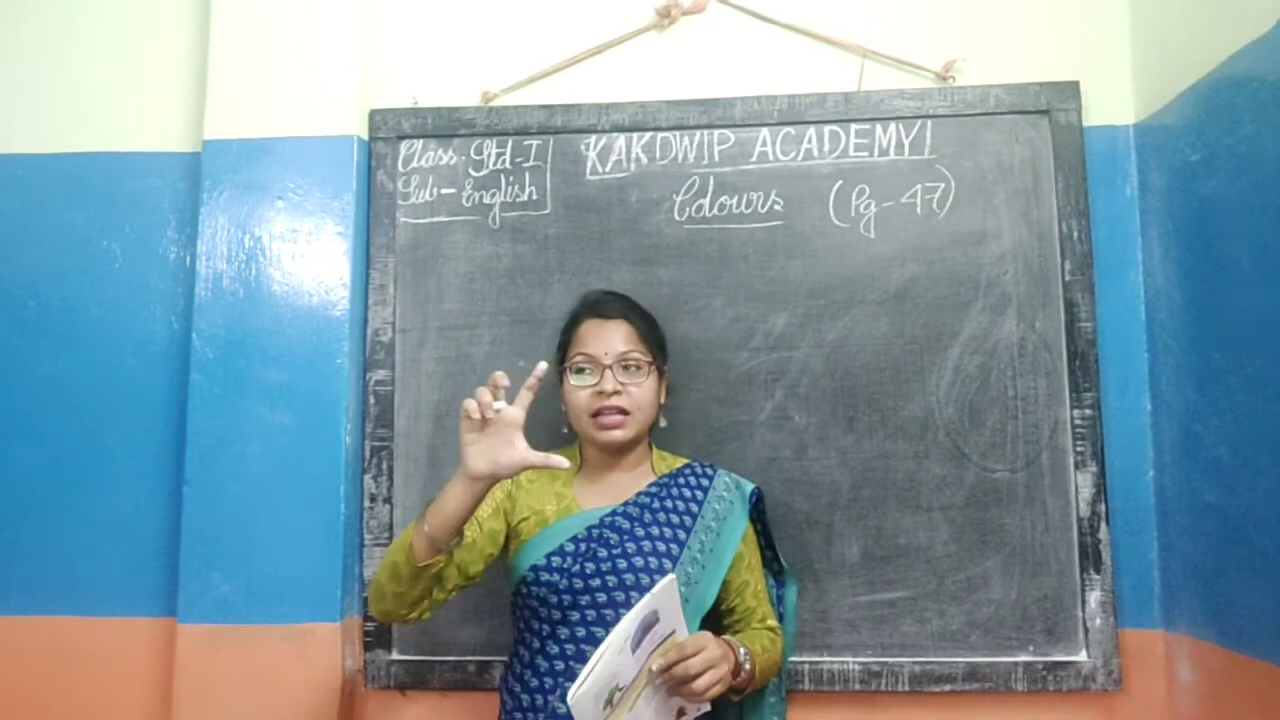 Class - Std - I
Sub - English
KAKDWIP ACADEMY
Colours (Pg - 47)